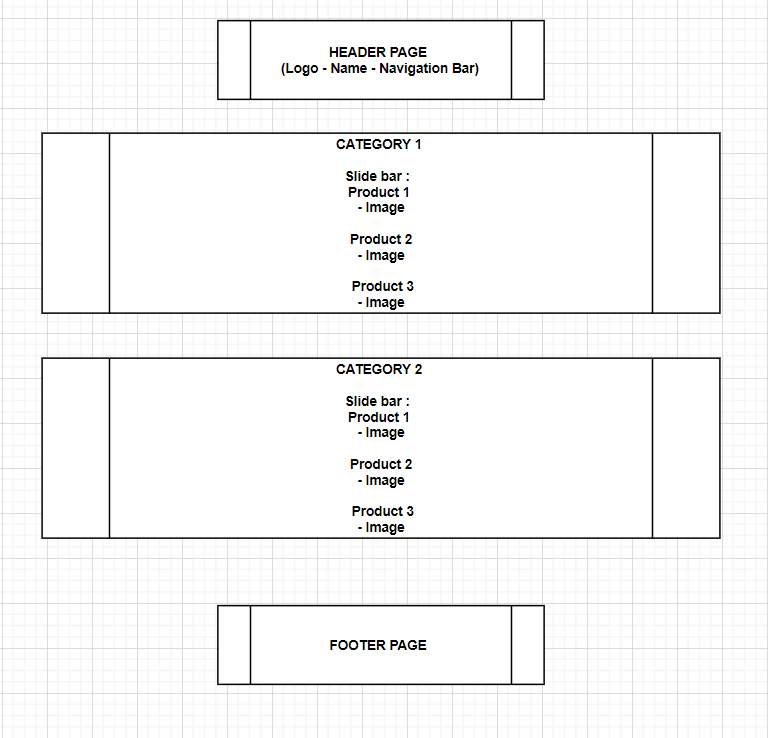 HEADER PAGE
(Logo - Name - Navigation Bar)
CATEGORY 1
Slide bar :
Product 1
- Image
Product 2
- Image
Product 3
- Image
CATEGORY 2
Slide bar :
Product 1
- Image
Product 2
- Image
Product 3
- Image
FOOTER PAGE